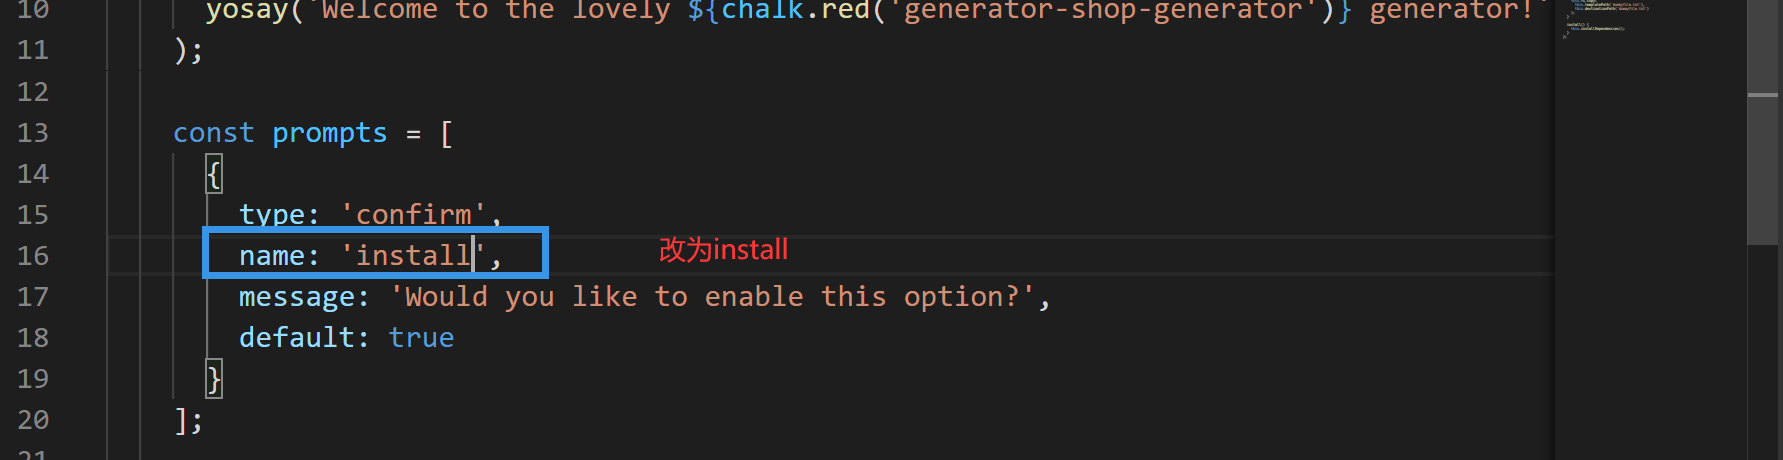 10 yosay(`Welcome to the lovely ${chalk.red('generator-shop-generator')} generator!`
11 );
12
13 const prompts = [
14 {
15 type: 'confirm',
16 name: 'install', 改为install
17 message: 'Would you like to enable this option?',
18 default: true
19 }
20 ];
21